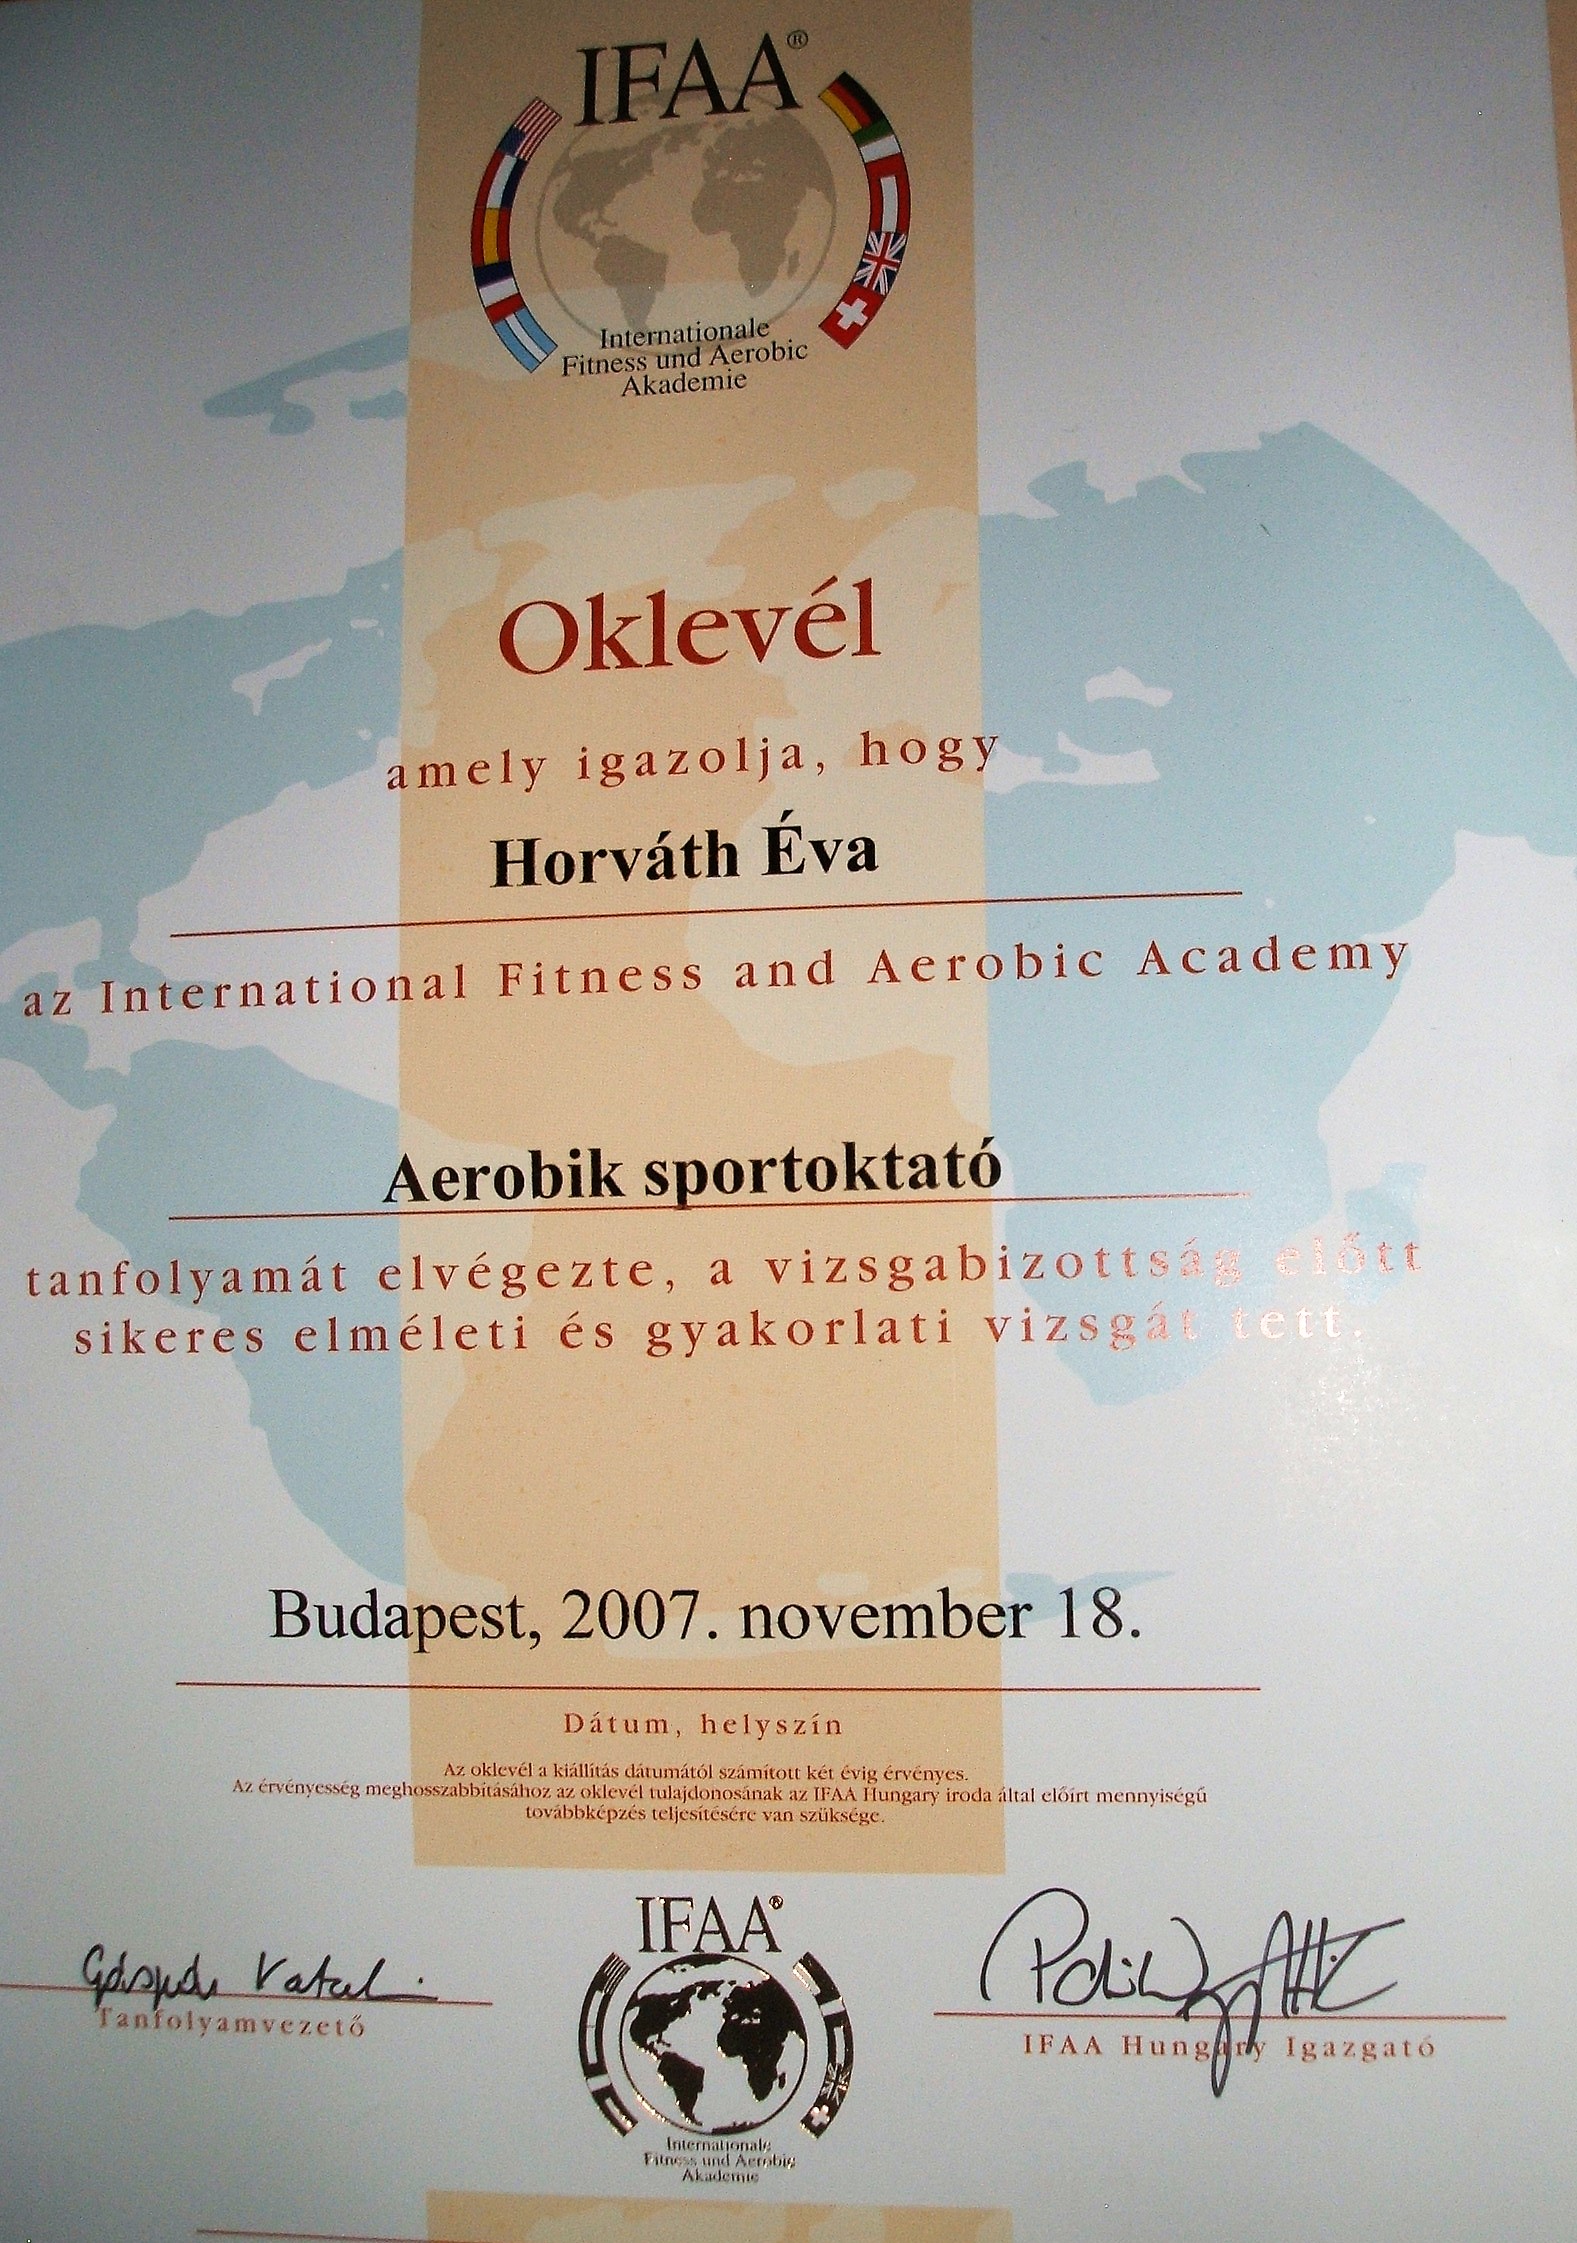 IFAA®
Internationale
Fitness und Aerobic
Akademie
Oklevél
amely igazolja, hogy
Horváth Éva
az International Fitness and Aerobic Academy
Aerobik sportoktató
tanfolyamát elvégezte, a vizsgabizottság előtt
sikeres elméleti és gyakorlati vizsgát tett.
Budapest, 2007. november 18.
Dátum, helyszín
Az oklevél a kiállítás dátumától számított két évig érvényes.
Az érvényesség meghosszabbításához az oklevél tulajdonosának az IFAA Hungary iroda által előírt mennyiségű
továbbképzés teljesítésére van szüksége.
IFAA®
Gáspár Katalin
Tanfolyamvezető
IFAA Hungary Igazgató
Internationale
Fitness und Aerobic
Akademie